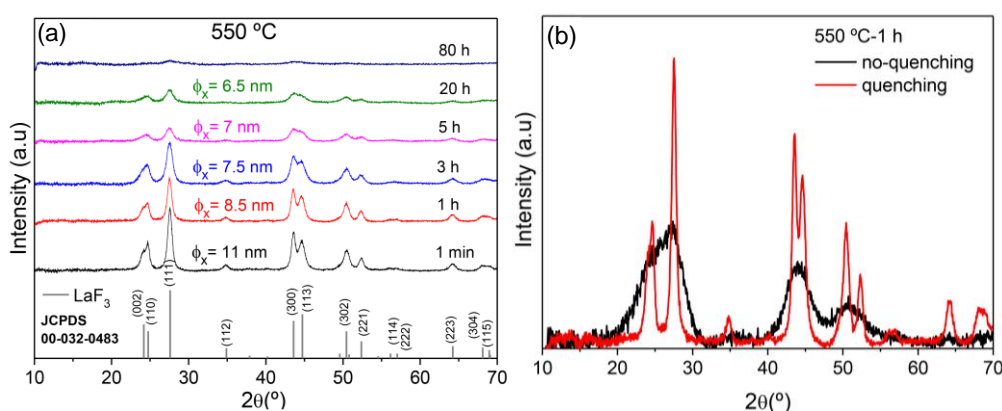 (a)
550 ºC
80 h
ϕx= 6.5 nm
20 h
ϕx= 7 nm
5 h
ϕx= 7.5 nm
3 h
ϕx= 8.5 nm
1 h
ϕx= 11 nm
1 min
LaF3
JCPDS
00-032-0483
(002)
(110)
(111)
(112)
(300)
(113)
(302)
(221)
(114)
(222)
(223)
(304)
(115)
Intensity (a.u)
10 20 30 40 50 60 70
2θ(º)
(b)
550 ºC-1 h
no-quenching
quenching
Intensity (a.u)
10 20 30 40 50 60 70
2θ(º)